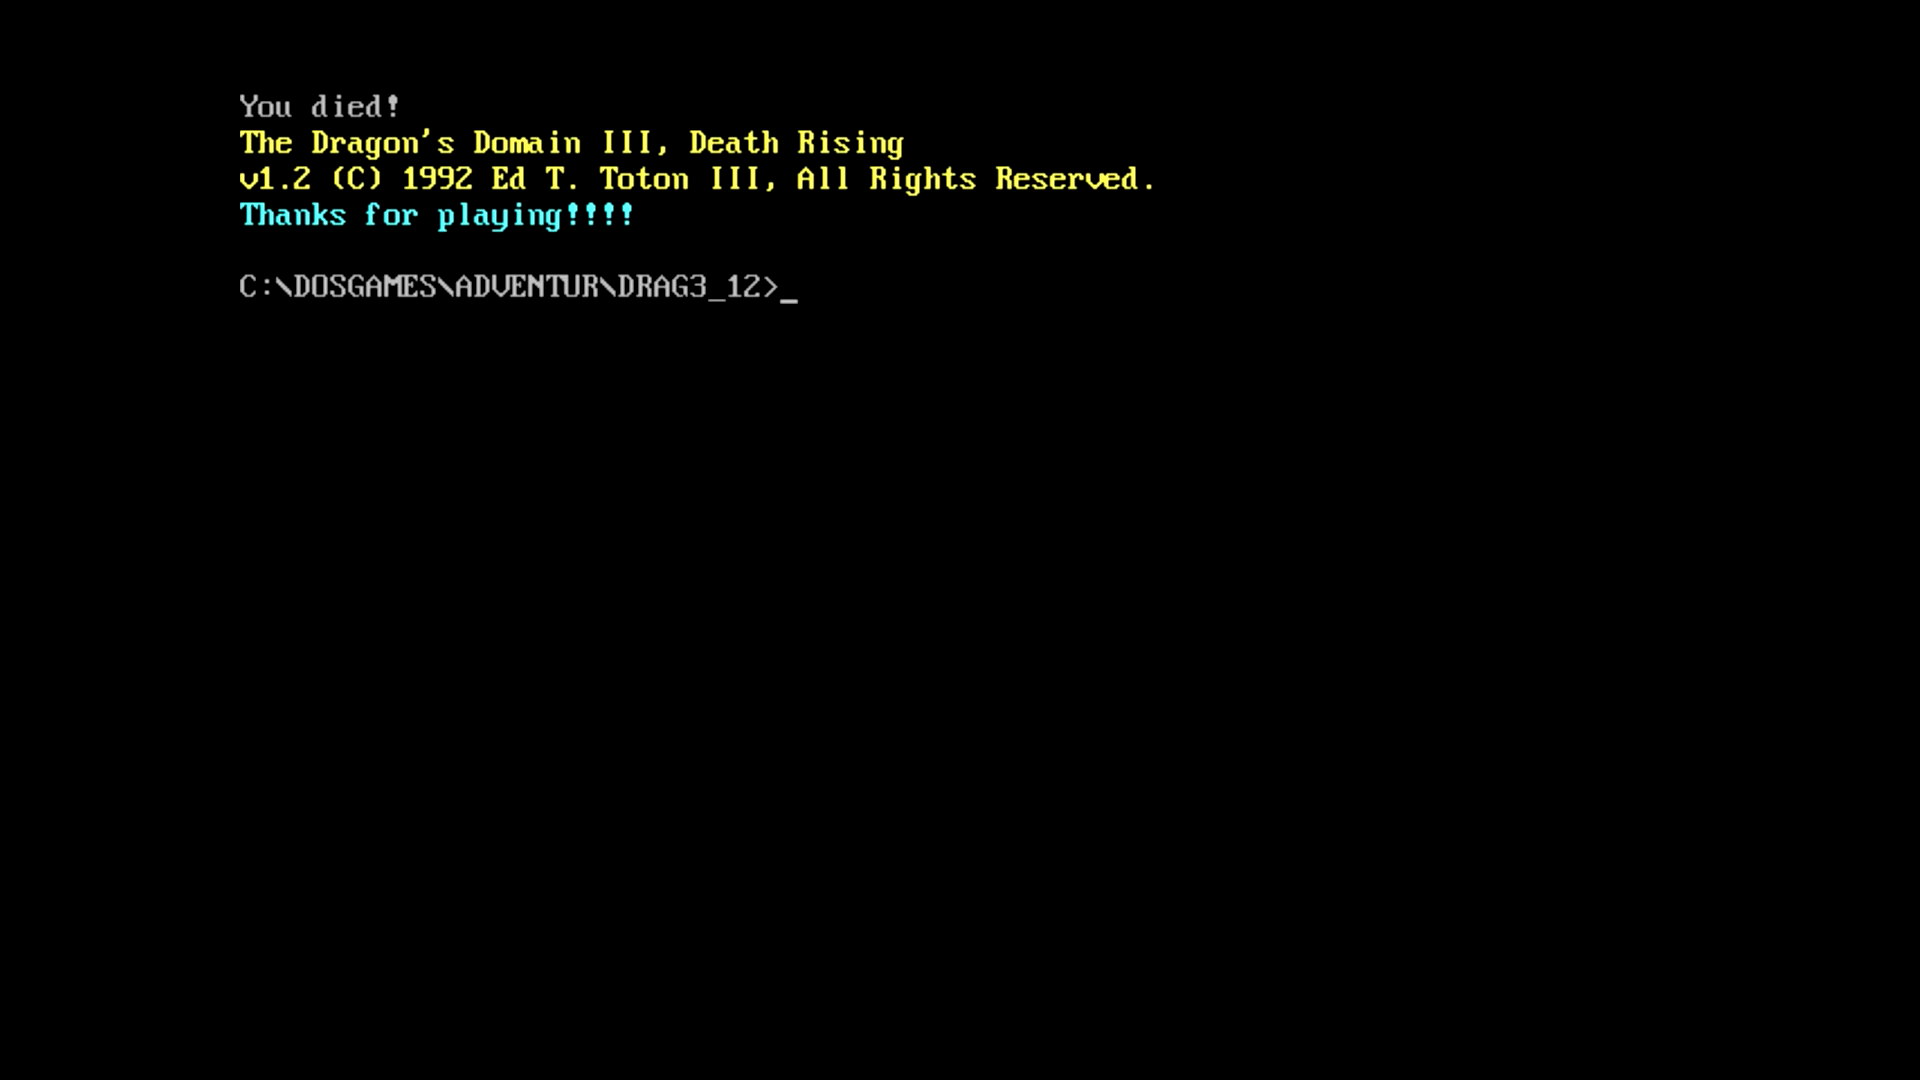 You died!
The Dragon's Domain III, Death Rising
v1.2 (C) 1992 Ed T. Toton III, All Rights Reserved.
Thanks for playing!!!!
C:\DOSGAMES\ADVENTUR\DRAG3_12>_